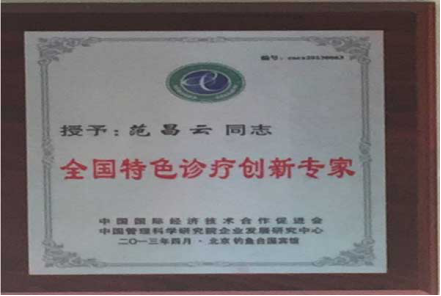 授予：范昌云 同志
全国特色诊疗创新专家
中国国际经济技术合作促进会
中国管理科学研究院企业发展研究中心
二〇一三年四月·北京 钓鱼台国宾馆